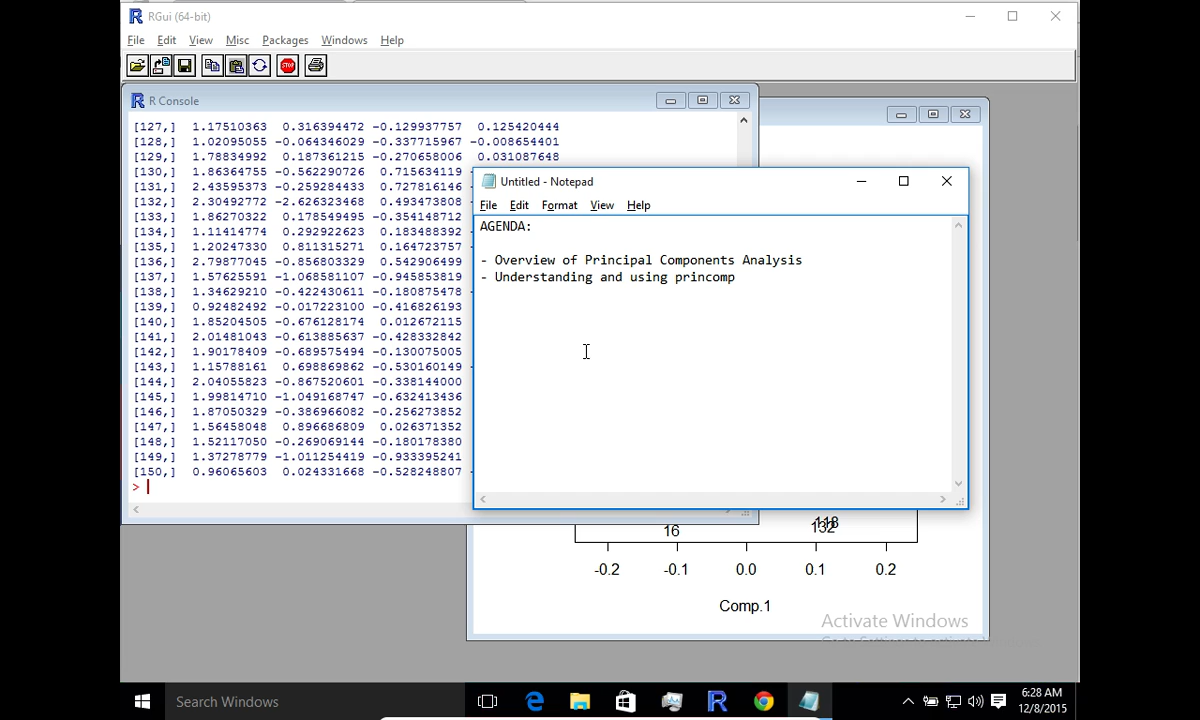 RGui (64-bit)
File Edit View Misc Packages Windows Help
STOP
R Console
[127,] 1.17510363 0.316394472 -0.129937757 0.125420444
[128,] 1.02095055 -0.064346029 -0.337715967 -0.008654401
[129,] 1.78834992 0.187361215 -0.270658006 0.031087648
[130,] 1.86364755 -0.562290726 0.715634119
[131,] 2.43595373 -0.259284433 0.727816146
[132,] 2.30492772 -2.626323468 0.493473808
[133,] 1.86270322 0.178549495 -0.354148712
[134,] 1.11414774 0.292922623 0.183488392
[135,] 1.20247330 0.811315271 0.164723757
[136,] 2.79877045 -0.856803329 0.542906499
[137,] 1.57625591 -1.068581107 -0.945853819
[138,] 1.34629210 -0.422430611 -0.180875478
[139,] 0.92482492 -0.017223100 -0.416826193
[140,] 1.85204505 -0.676128174 0.012672115
[141,] 2.01481043 -0.613885637 -0.428332842
[142,] 1.90178409 -0.689575494 -0.130075005
[143,] 1.15788161 0.698869862 -0.530160149
[144,] 2.04055823 -0.867520601 -0.338144000
[145,] 1.99814710 -1.049168747 -0.632413436
[146,] 1.87050329 -0.386966082 -0.256273852
[147,] 1.56458048 0.896686809 0.026371352
[148,] 1.52117050 -0.269069144 -0.180178380
[149,] 1.37278779 -1.011254419 -0.933395241
[150,] 0.96065603 0.024331668 -0.528248807
>
Untitled - Notepad
File Edit Format View Help
AGENDA:
- Overview of Principal Components Analysis
- Understanding and using princomp
16 132
-0.2 -0.1 0.0 0.1 0.2
Comp.1
Activate Windows
Search Windows
6:28 AM
12/8/2015